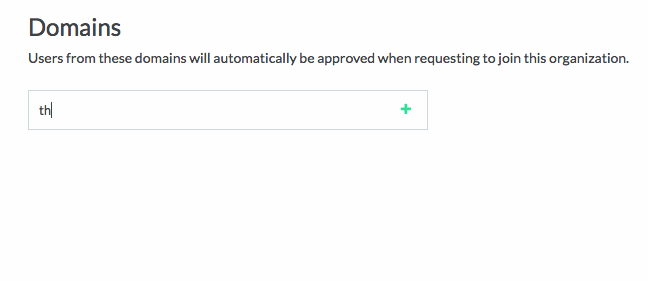 Domains
Users from these domains will automatically be approved when requesting to join this organization.
th